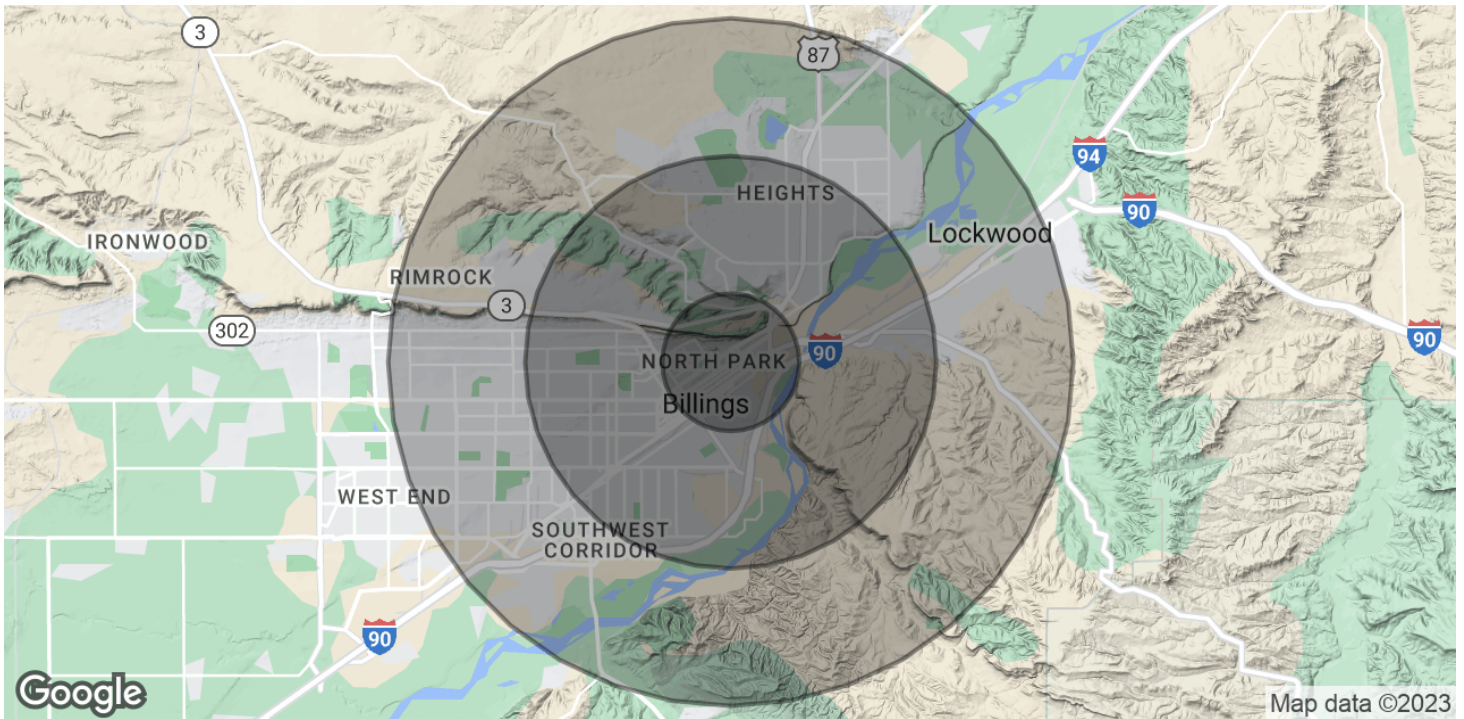 3
87
94
90
HEIGHTS
Lockwood
IRONWOOD
RIMROCK
3
302
90
90
NORTH PARK
Billings
WEST END
SOUTHWEST
CORRIDOR
90
Google
Map data ©2023